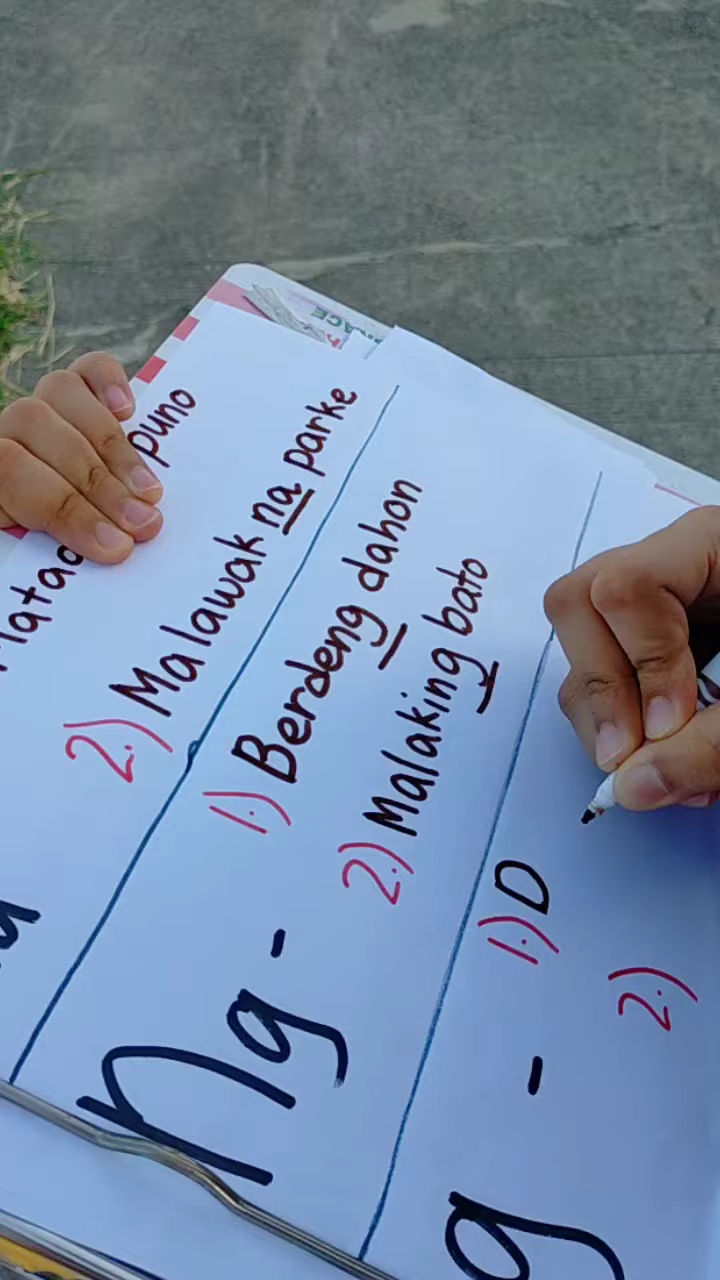 puno
2.) Malawak na parke
Ng - 1.) Berdeng dahon
2.) Malaking bato
g - 1.) D
2.)